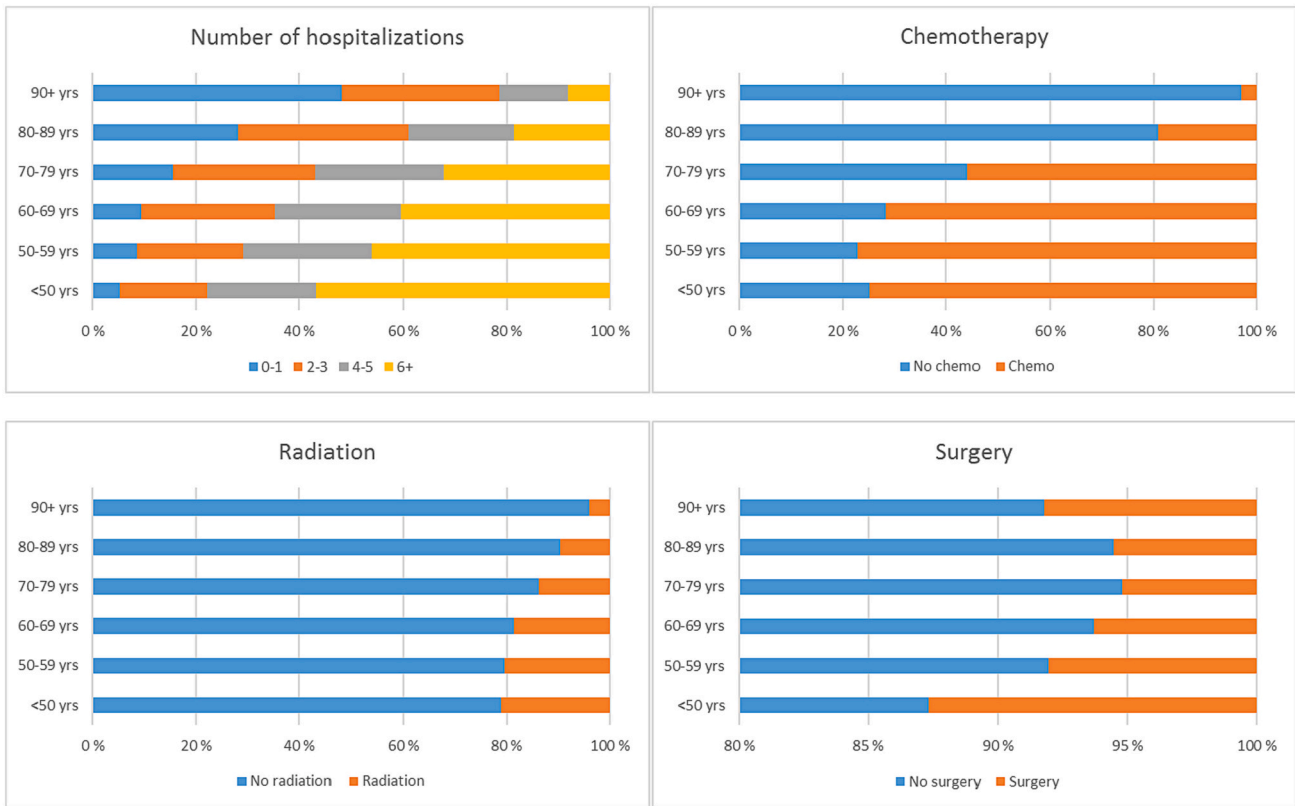 Number of hospitalizations
90+ yrs
80-89 yrs
70-79 yrs
60-69 yrs
50-59 yrs
<50 yrs
0 % 20 % 40 % 60 % 80 % 100 %
0-1 2-3 4-5 6+
Chemotherapy
90+ yrs
80-89 yrs
70-79 yrs
60-69 yrs
50-59 yrs
<50 yrs
0 % 20 % 40 % 60 % 80 % 100 %
No chemo Chemo
Radiation
90+ yrs
80-89 yrs
70-79 yrs
60-69 yrs
50-59 yrs
<50 yrs
0 % 20 % 40 % 60 % 80 % 100 %
No radiation Radiation
Surgery
90+ yrs
80-89 yrs
70-79 yrs
60-69 yrs
50-59 yrs
<50 yrs
80 % 85 % 90 % 95 % 100 %
No surgery Surgery